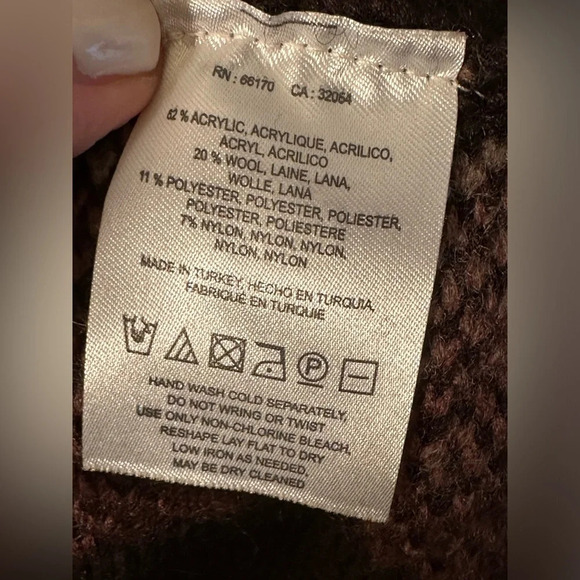 RN : 66170 CA : 32054
62 % ACRYLIC, ACRYLIQUE, ACRILICO,
ACRYL, ACRILICO
20 % WOOL, LAINE, LANA,
WOLLE, LANA
11 % POLYESTER, POLYESTER, POLIESTER,
POLYESTER, POLIESTERE
7% NYLON, NYLON, NYLON,
NYLON, NYLON
MADE IN TURKEY, HECHO EN TURQUIA,
FABRIQUÉ EN TURQUIE
P
HAND WASH COLD SEPARATELY,
DO NOT WRING OR TWIST
USE ONLY NON-CHLORINE BLEACH,
RESHAPE LAY FLAT TO DRY
LOW IRON AS NEEDED.
MAY BE DRY CLEANED